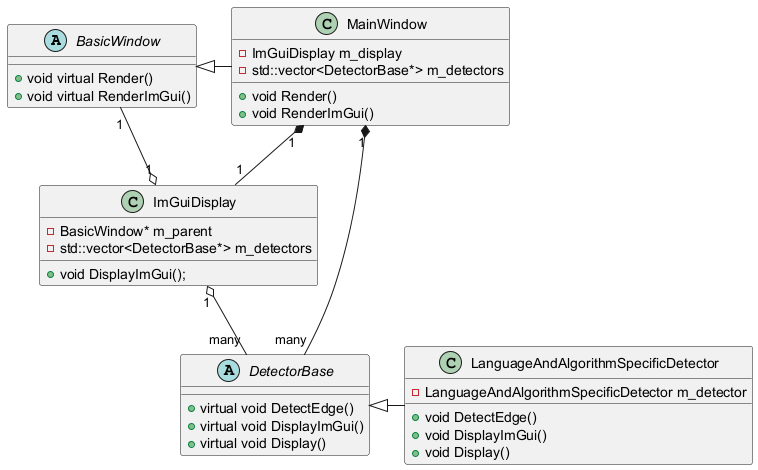 A BasicWindow
void virtual Render()
void virtual RenderImGui()
C MainWindow
ImGuiDisplay m_display
std::vector<DetectorBase*> m_detectors
void Render()
void RenderImGui()
1
1
1
1
1
C ImGuiDisplay
BasicWindow* m_parent
std::vector<DetectorBase*> m_detectors
void DisplayImGui();
1
many
many
A DetectorBase
virtual void DetectEdge()
virtual void DisplayImGui()
virtual void Display()
C LanguageAndAlgorithmSpecificDetector
LanguageAndAlgorithmSpecificDetector m_detector
void DetectEdge()
void DisplayImGui()
void Display()